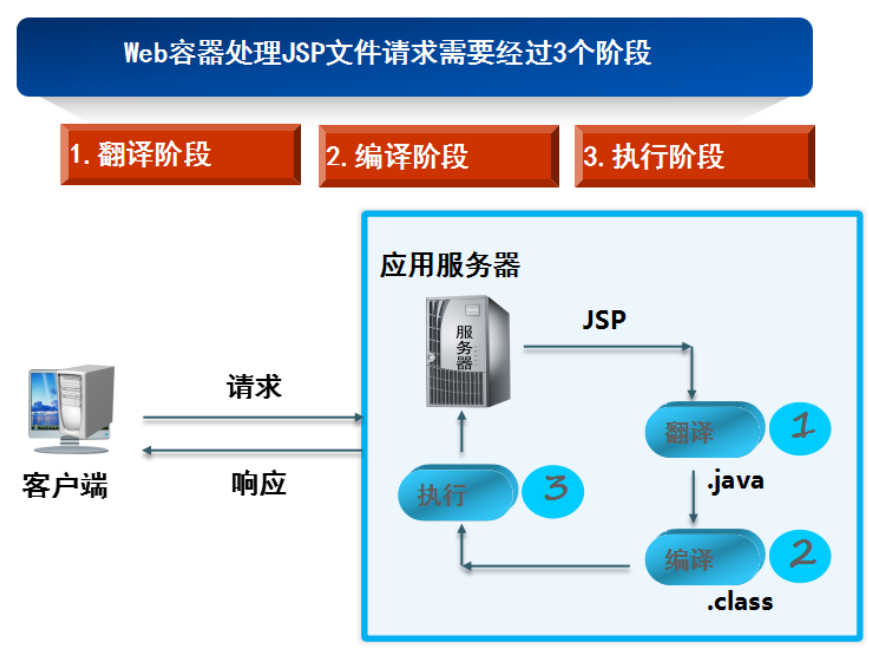 Web容器处理JSP文件请求需要经过3个阶段
1.翻译阶段
2.编译阶段
3.执行阶段
应用服务器
服务器
JSP
请求
翻译
1
客户端
响应
.java
执行
3
编译
2
.class